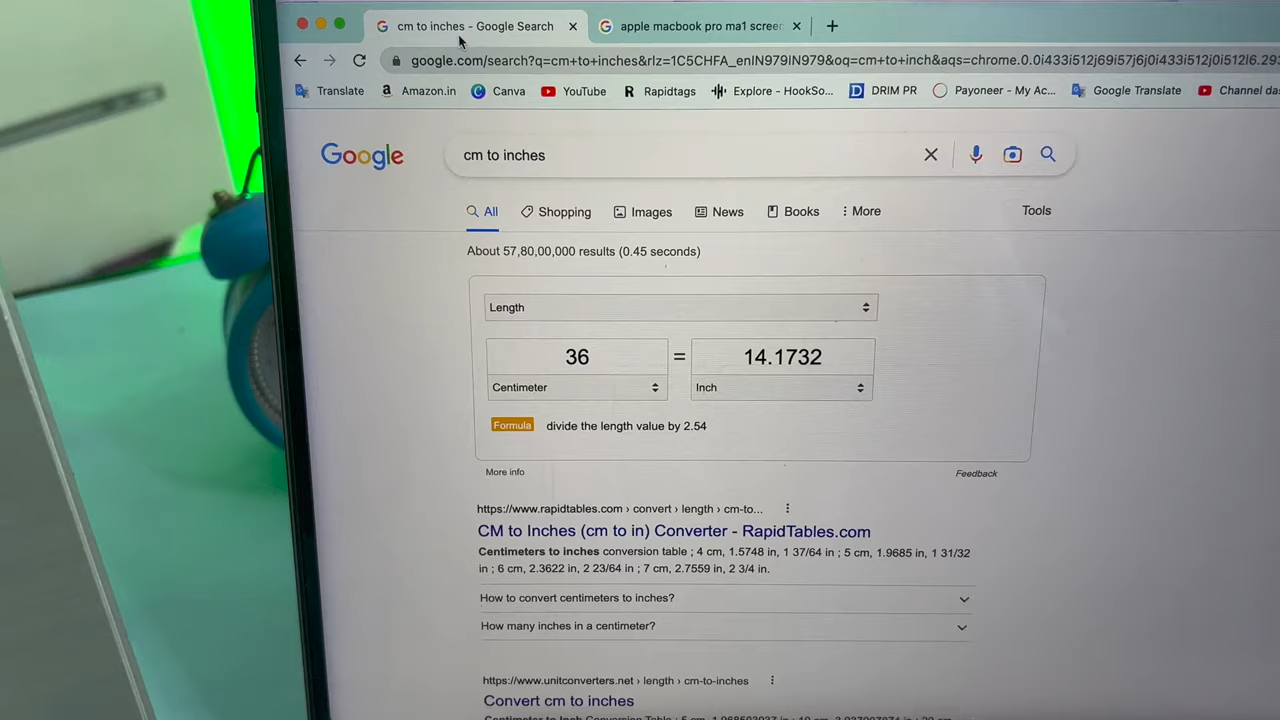 cm to inches - Google Search
apple macbook pro ma1 screen
google.com/search?q=cm+to+inches&rlz=1C5CHFA_enIN979IN979&oq=cm+to+inch&aqs=chrome.0.0i433i512j69i57j6j0i433i512j0i512l6.293
Translate
Amazon.in
Canva
YouTube
Rapidtags
Explore - HookSo...
DRIM PR
Payoneer - My Ac...
Google Translate
Channel da
Google
cm to inches
All
Shopping
Images
News
Books
More
Tools
About 57,80,00,000 results (0.45 seconds)
Length
36 = 14.1732
Centimeter
Inch
Formula divide the length value by 2.54
More info
Feedback
https://www.rapidtables.com › convert › length › cm-to...
CM to Inches (cm to in) Converter - RapidTables.com
Centimeters to inches conversion table ; 4 cm, 1.5748 in, 1 37/64 in ; 5 cm, 1.9685 in, 1 31/32
in ; 6 cm, 2.3622 in, 2 23/64 in ; 7 cm, 2.7559 in, 2 3/4 in.
How to convert centimeters to inches?
How many inches in a centimeter?
https://www.unitconverters.net › length › cm-to-inches
Convert cm to inches